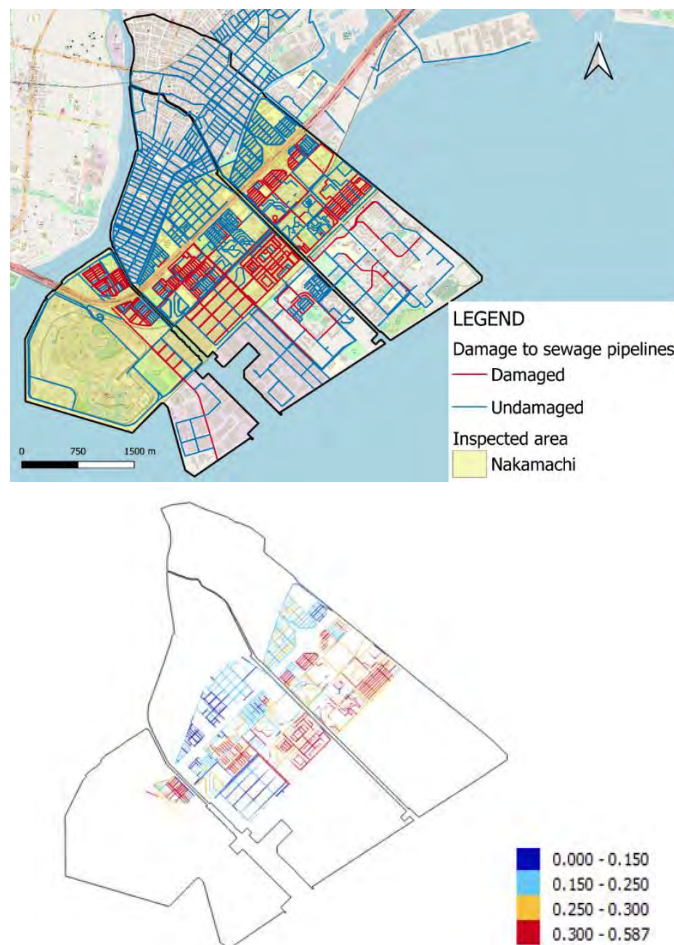 N
LEGEND
Damage to sewage pipelines
Damaged
Undamaged
Inspected area
Nakamachi
0 750 1500 m
0.000 - 0.150
0.150 - 0.250
0.250 - 0.300
0.300 - 0.587